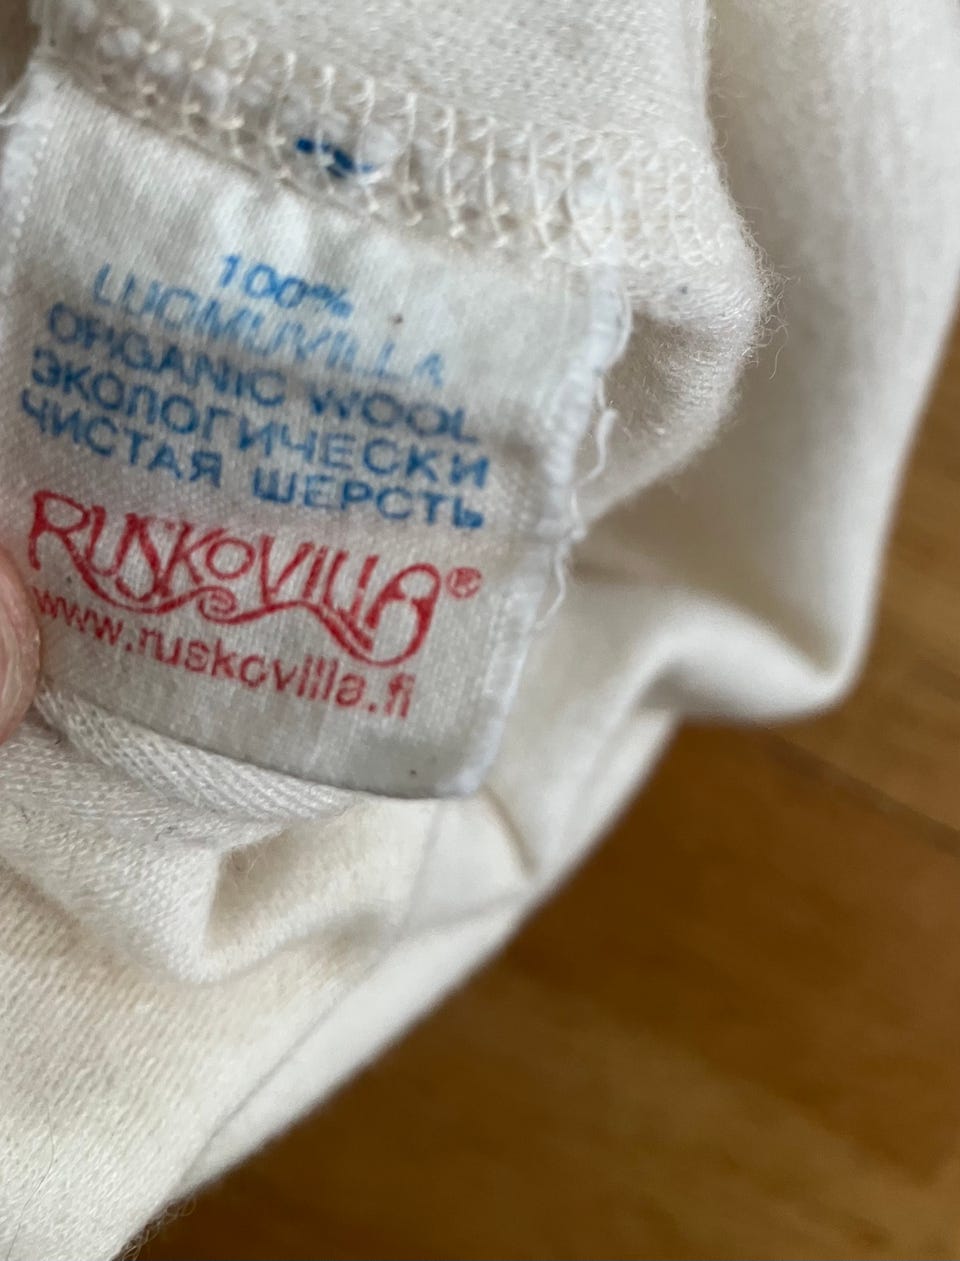 100%
LUOMUVILLA
ORGANIC WOOL
ЭКОЛОГИЧЕСКИ
ЧИСТАЯ ШЕРСТЬ
RUSKOVILLA®
www.ruskovilla.fi